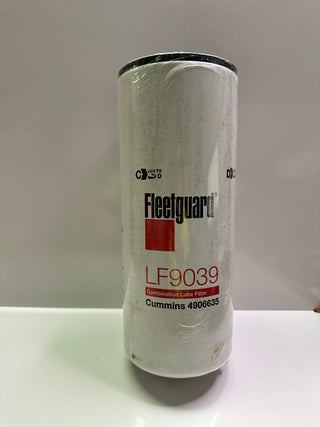 Fleetguard
LF9039
Combination Lube Filter
Cummins 4906635